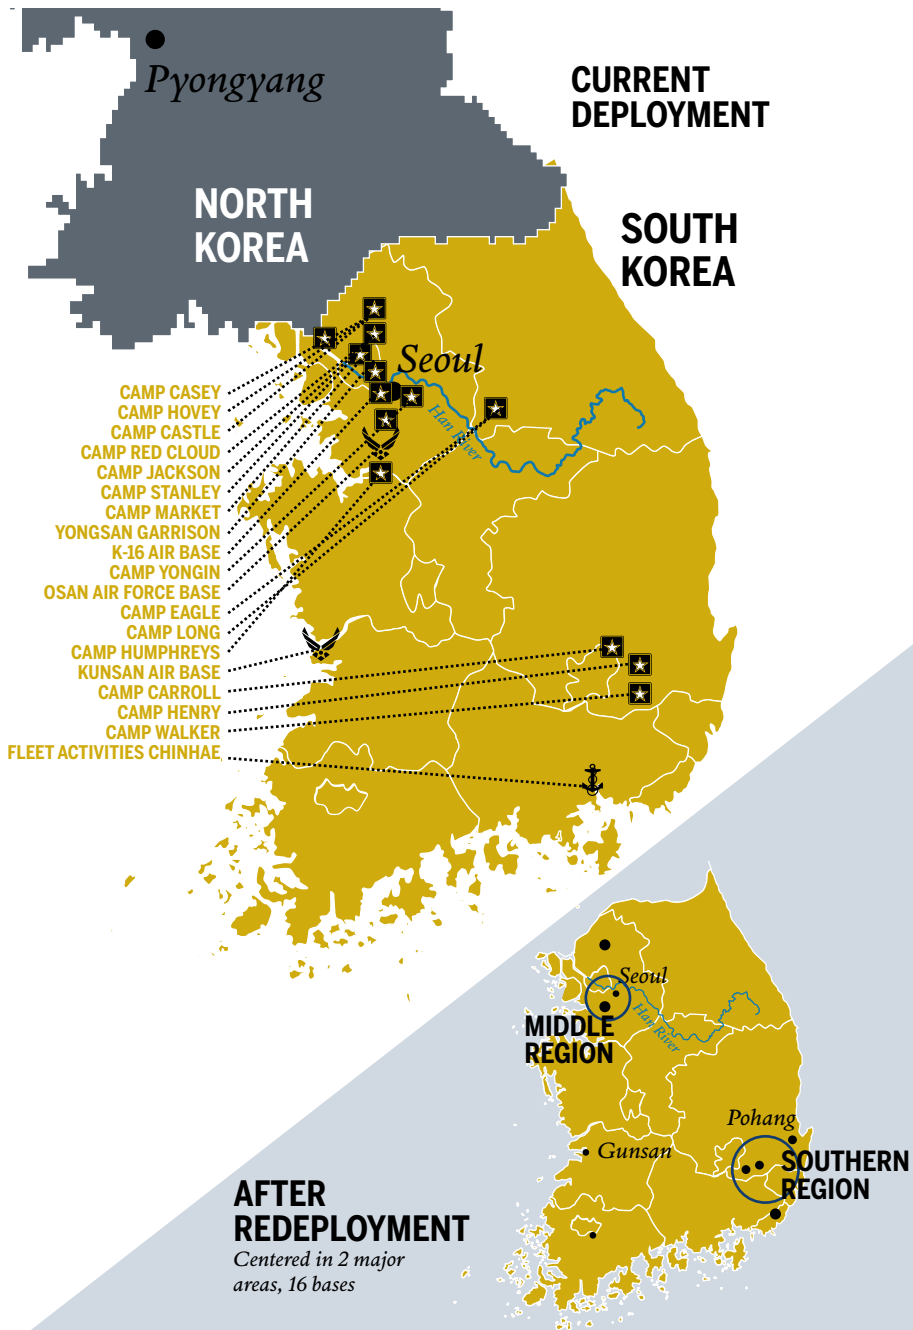 Pyongyang
CURRENT
DEPLOYMENT
NORTH
KOREA
SOUTH
KOREA
Seoul
Han River
CAMP CASEY
CAMP HOVEY
CAMP CASTLE
CAMP RED CLOUD
CAMP JACKSON
CAMP STANLEY
CAMP MARKET
YONGSAN GARRISON
K-16 AIR BASE
CAMP YONGIN
OSAN AIR FORCE BASE
CAMP EAGLE
CAMP LONG
CAMP HUMPHREYS
KUNSAN AIR BASE
CAMP CARROLL
CAMP HENRY
CAMP WALKER
FLEET ACTIVITIES CHINHAE
Seoul
Han River
MIDDLE
REGION
Pohang
Gunsan
SOUTHERN
REGION
AFTER
REDEPLOYMENT
Centered in 2 major
areas, 16 bases